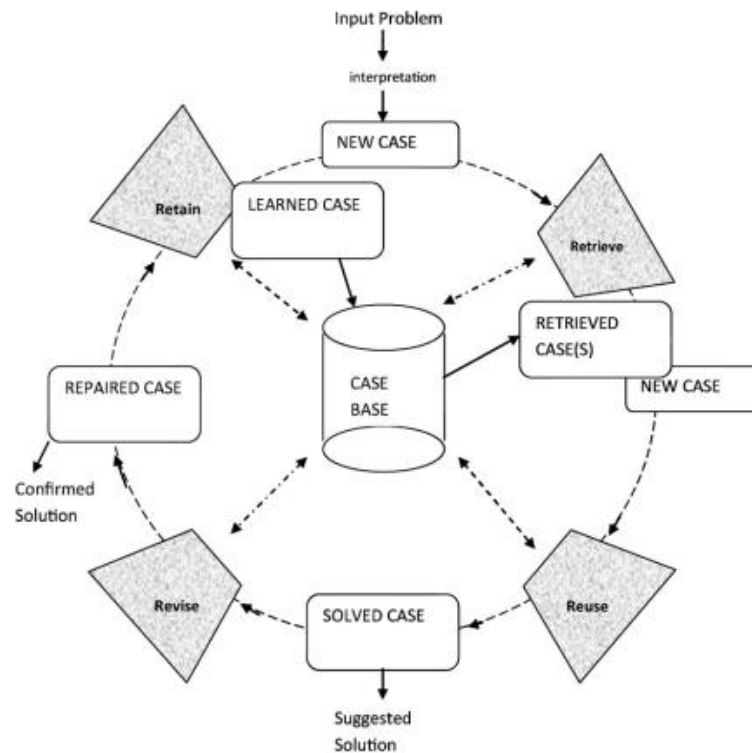 Input Problem
interpretation
NEW CASE
Retain
LEARNED CASE
Retrieve
RETRIEVED
CASE(S)
NEW CASE
CASE
BASE
REPAIRED CASE
Confirmed
Solution
Revise
SOLVED CASE
Reuse
Suggested
Solution